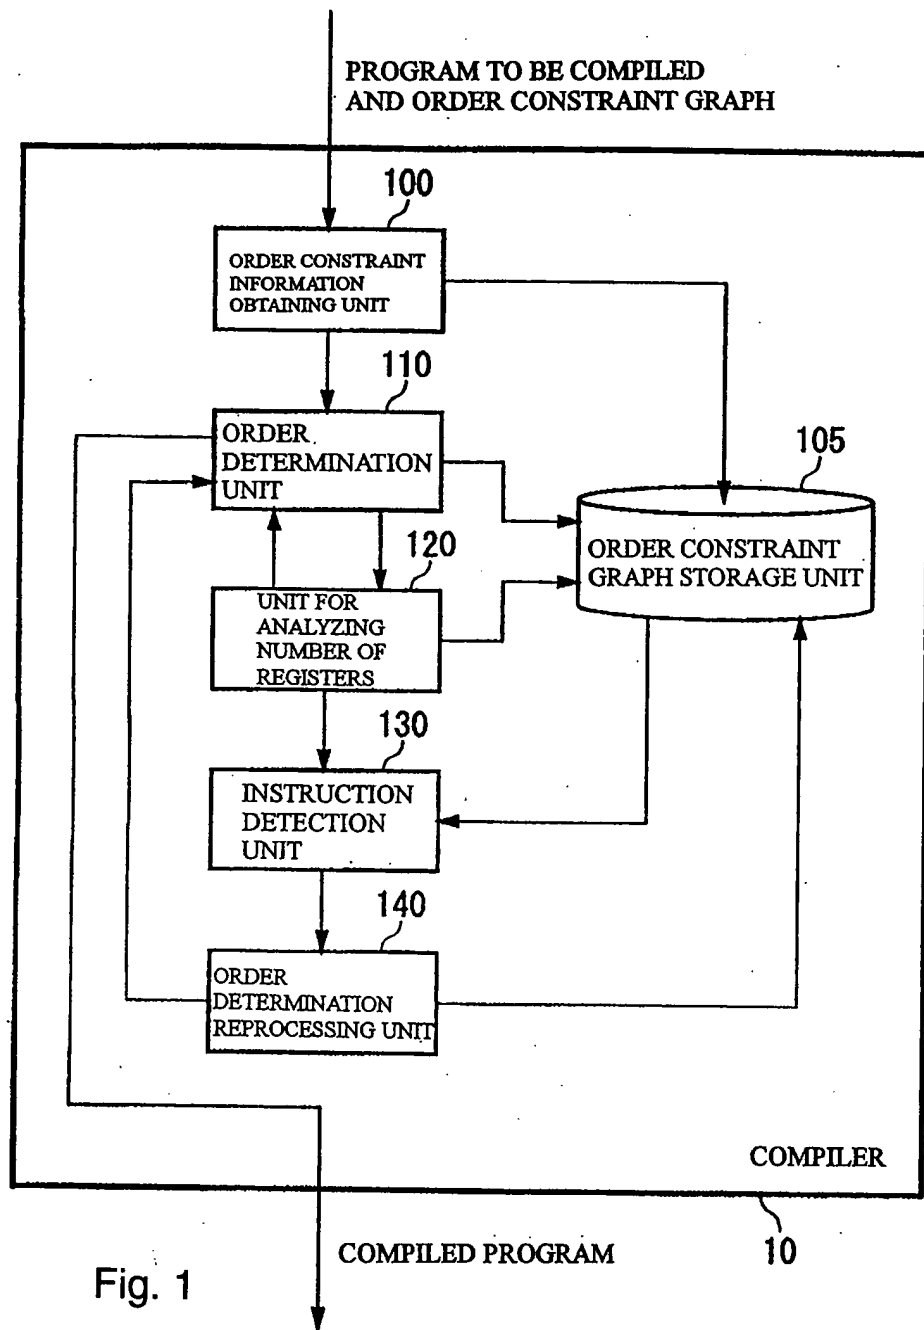 PROGRAM TO BE COMPILED
AND ORDER CONSTRAINT GRAPH
100
ORDER CONSTRAINT
INFORMATION
OBTAINING UNIT
110
ORDER
DETERMINATION
UNIT
105
ORDER CONSTRAINT
GRAPH STORAGE UNIT
120
UNIT FOR
ANALYZING
NUMBER OF
REGISTERS
130
INSTRUCTION
DETECTION
UNIT
140
ORDER
DETERMINATION
REPROCESSING UNIT
COMPILER
10
COMPILED PROGRAM
Fig. 1